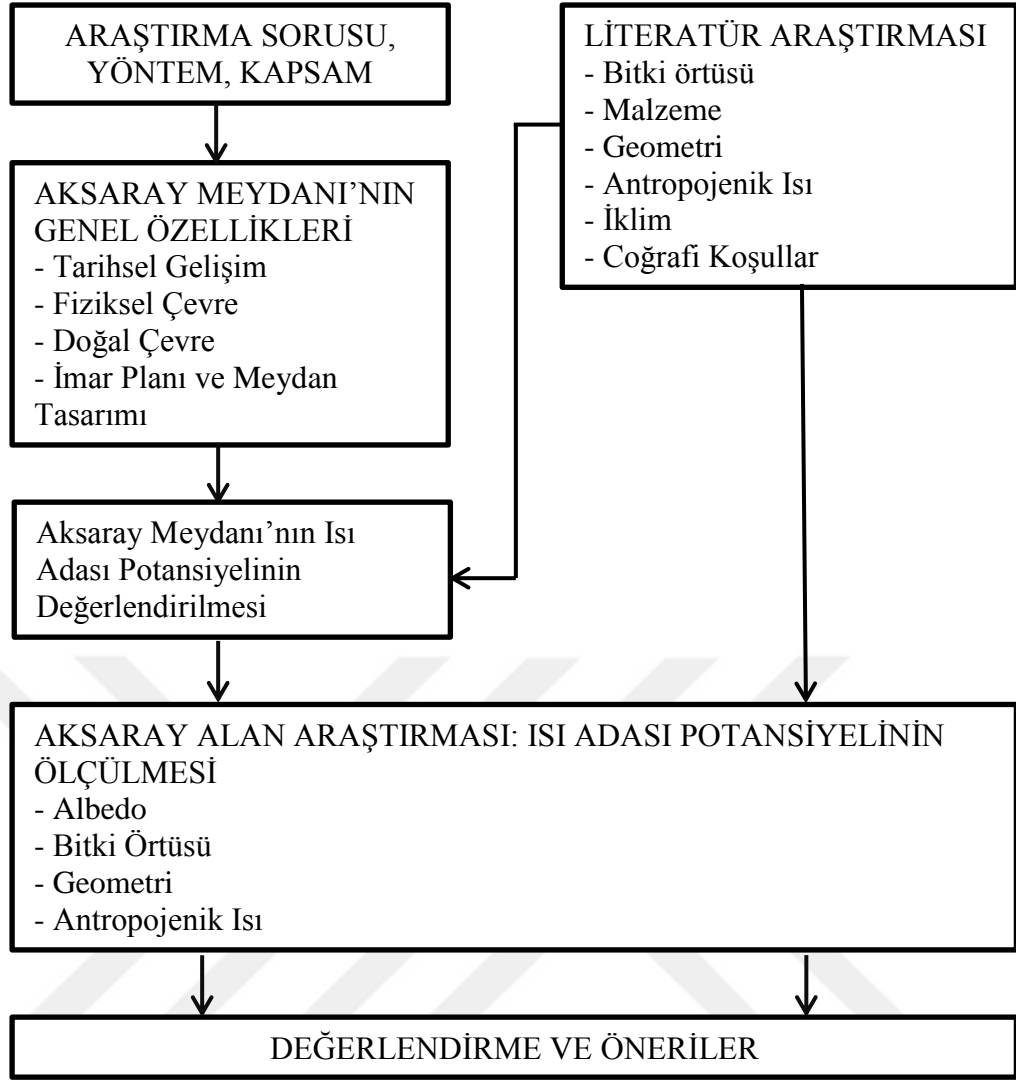 ARAŞTIRMA SORUSU,
YÖNTEM, KAPSAM
LİTERATÜR ARAŞTIRMASI
- Bitki örtüsü
- Malzeme
- Geometri
- Antropojenik Isı
- İklim
- Coğrafi Koşullar
AKSARAY MEYDANI’NIN
GENEL ÖZELLİKLERİ
- Tarihsel Gelişim
- Fiziksel Çevre
- Doğal Çevre
- İmar Planı ve Meydan
Tasarımı
Aksaray Meydanı’nın Isı
Adası Potansiyelinin
Değerlendirilmesi
AKSARAY ALAN ARAŞTIRMASI: ISI ADASI POTANSİYELİNİN
ÖLÇÜLMESİ
- Albedo
- Bitki Örtüsü
- Geometri
- Antropojenik Isı
DEĞERLENDİRME VE ÖNERİLER